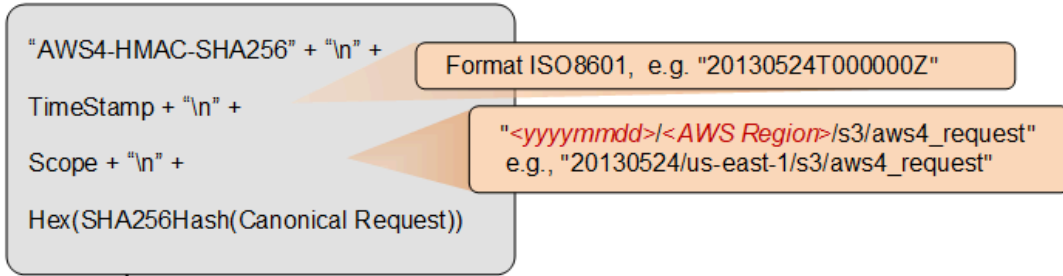 “AWS4-HMAC-SHA256” + “\n” +
Format ISO8601, e.g. "20130524T000000Z"
TimeStamp + “\n” +
"<yyyymmdd>/<AWS Region>/s3/aws4_request"
e.g., "20130524/us-east-1/s3/aws4_request"
Scope + “\n” +
Hex(SHA256Hash(Canonical Request))